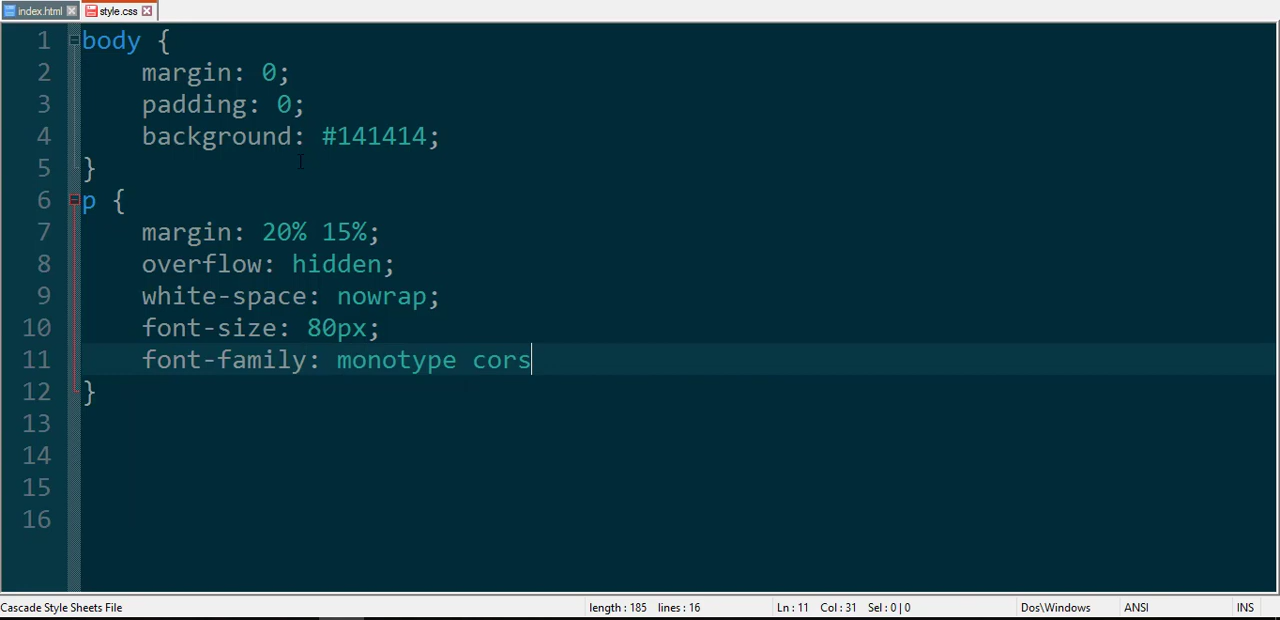 index.html style.css
1 body {
2 margin: 0;
3 padding: 0;
4 background: #141414;
5 }
6 p {
7 margin: 20% 15%;
8 overflow: hidden;
9 white-space: nowrap;
10 font-size: 80px;
11 font-family: monotype cors
12 }
13
14
15
16
Cascade Style Sheets File length : 185 lines : 16 Ln : 11 Col : 31 Sel : 0 | 0 Dos\Windows ANSI INS